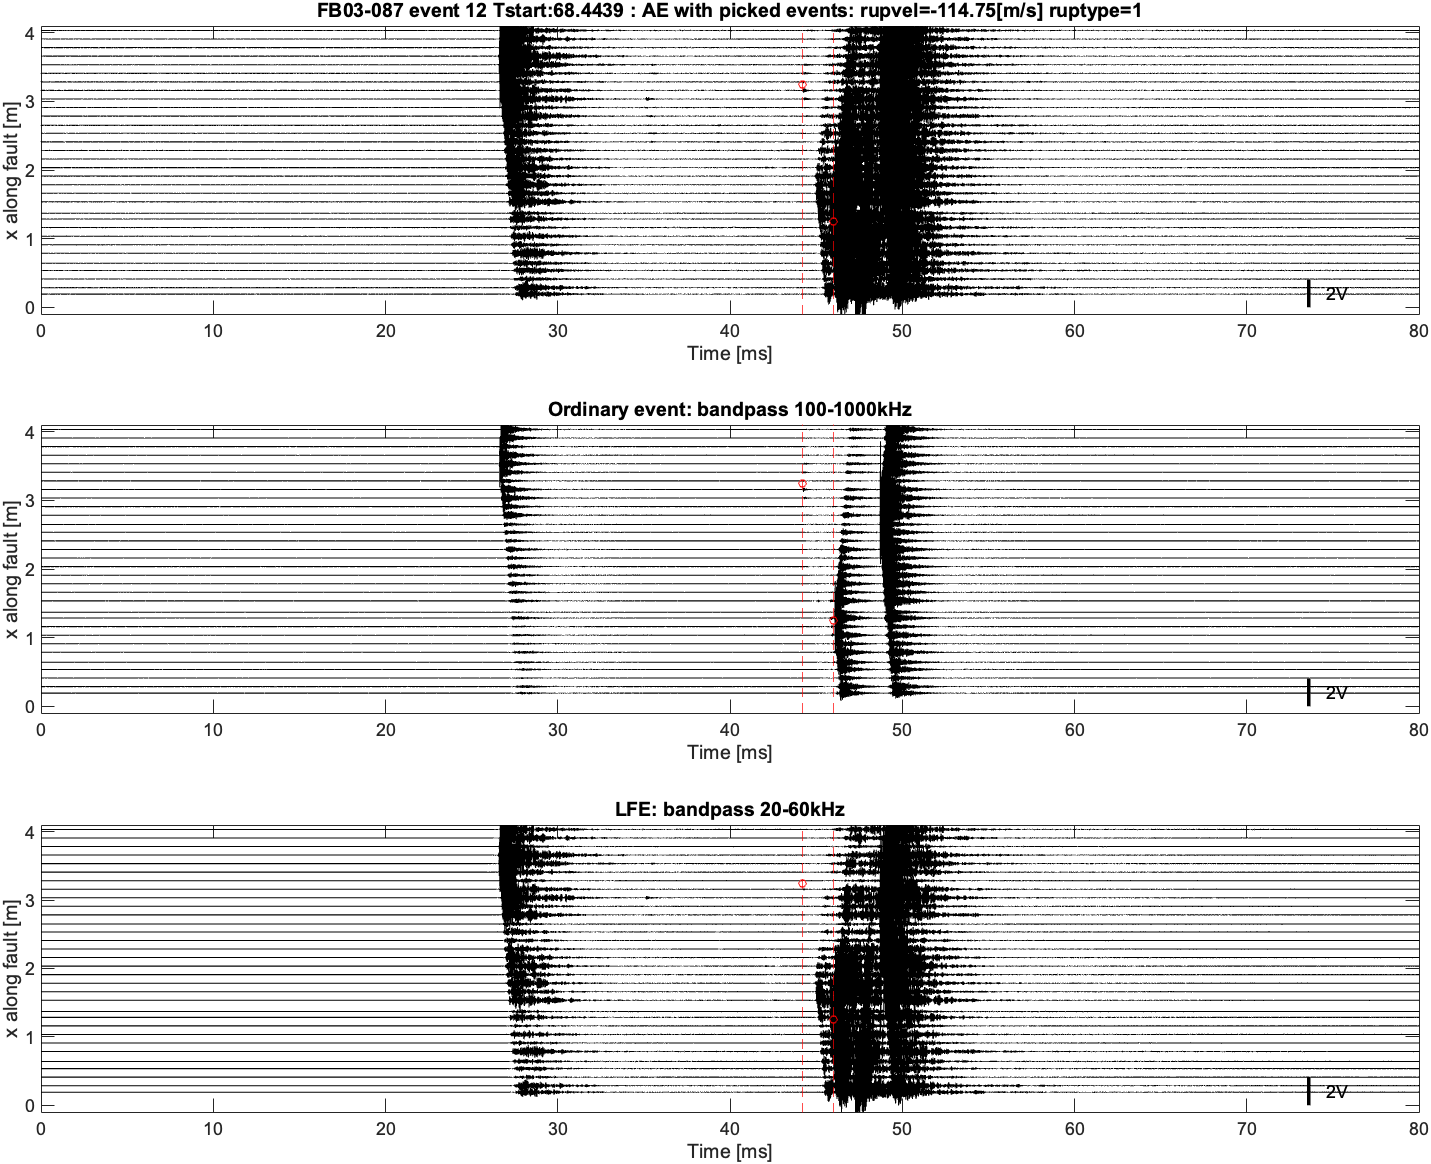 FB03-087 event 12 Tstart:68.4439 : AE with picked events: rupvel=-114.75[m/s] ruptype=1
4
3
2
1
0
x along fault [m]
2V
0 10 20 30 40 50 60 70 80
Time [ms]
Ordinary event: bandpass 100-1000kHz
4
3
2
1
0
x along fault [m]
2V
0 10 20 30 40 50 60 70 80
Time [ms]
LFE: bandpass 20-60kHz
4
3
2
1
0
x along fault [m]
2V
0 10 20 30 40 50 60 70 80
Time [ms]